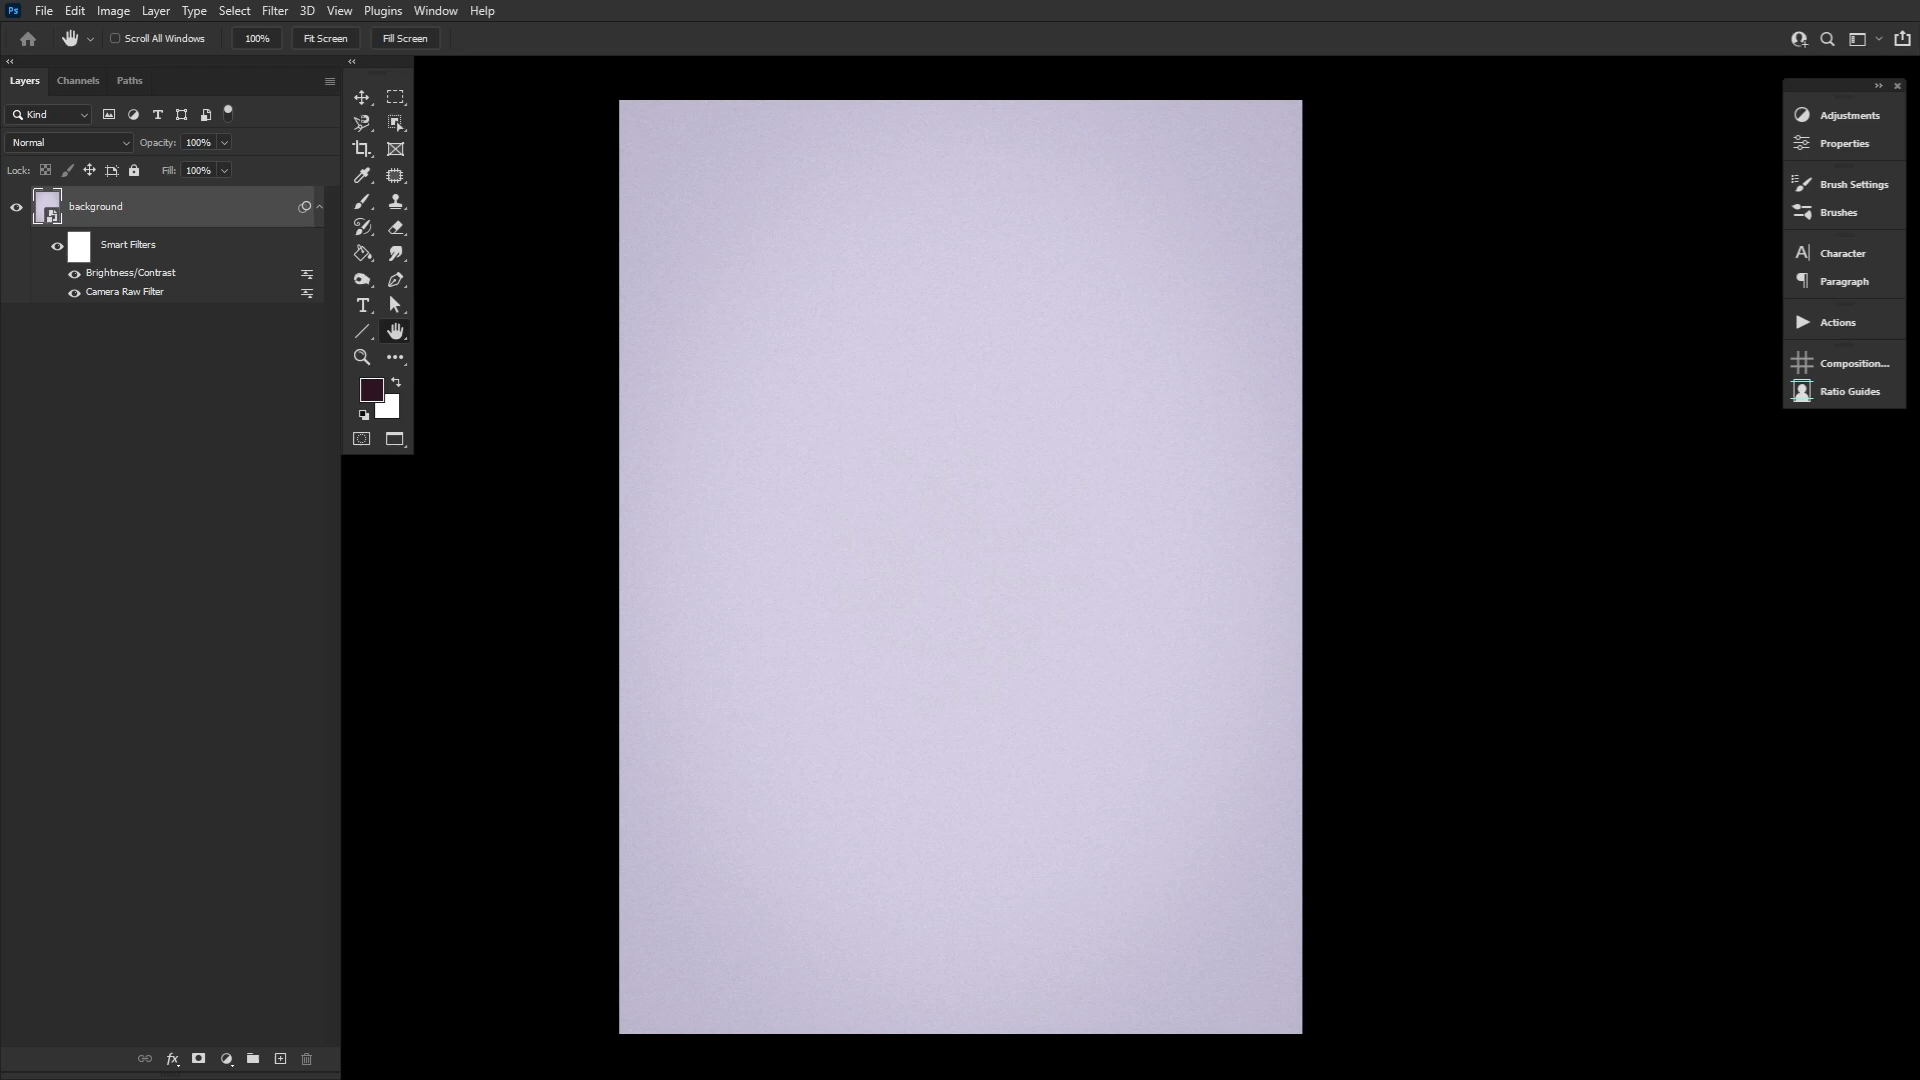 Ps File Edit Image Layer Type Select Filter 3D View Plugins Window Help
Scroll All Windows 100% Fit Screen Fill Screen
Layers Channels Paths
Kind
Normal Opacity: 100%
Lock: Fill: 100%
background
Smart Filters
Brightness/Contrast
Camera Raw Filter
fx
Adjustments
Properties
Brush Settings
Brushes
Character
Paragraph
Actions
Composition...
Ratio Guides